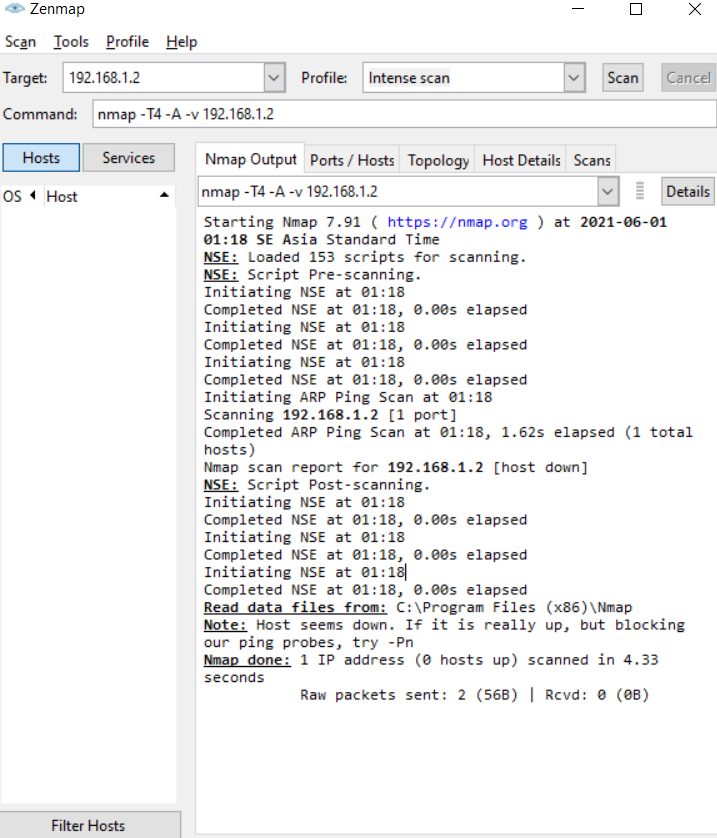 Zenmap
Scan Tools Profile Help
Target: 192.168.1.2 Profile: Intense scan Scan Cancel
Command: nmap -T4 -A -v 192.168.1.2
Hosts Services
OS Host
Nmap Output Ports / Hosts Topology Host Details Scans
nmap -T4 -A -v 192.168.1.2 Details
Starting Nmap 7.91 ( https://nmap.org ) at 2021-06-01
01:18 SE Asia Standard Time
NSE: Loaded 153 scripts for scanning.
NSE: Script Pre-scanning.
Initiating NSE at 01:18
Completed NSE at 01:18, 0.00s elapsed
Initiating NSE at 01:18
Completed NSE at 01:18, 0.00s elapsed
Initiating NSE at 01:18
Completed NSE at 01:18, 0.00s elapsed
Initiating ARP Ping Scan at 01:18
Scanning 192.168.1.2 [1 port]
Completed ARP Ping Scan at 01:18, 1.62s elapsed (1 total
hosts)
Nmap scan report for 192.168.1.2 [host down]
NSE: Script Post-scanning.
Initiating NSE at 01:18
Completed NSE at 01:18, 0.00s elapsed
Initiating NSE at 01:18
Completed NSE at 01:18, 0.00s elapsed
Initiating NSE at 01:18
Completed NSE at 01:18, 0.00s elapsed
Read data files from: C:\Program Files (x86)\Nmap
Note: Host seems down. If it is really up, but blocking
our ping probes, try -Pn
Nmap done: 1 IP address (0 hosts up) scanned in 4.33
seconds
Raw packets sent: 2 (56B) | Rcvd: 0 (0B)
Filter Hosts